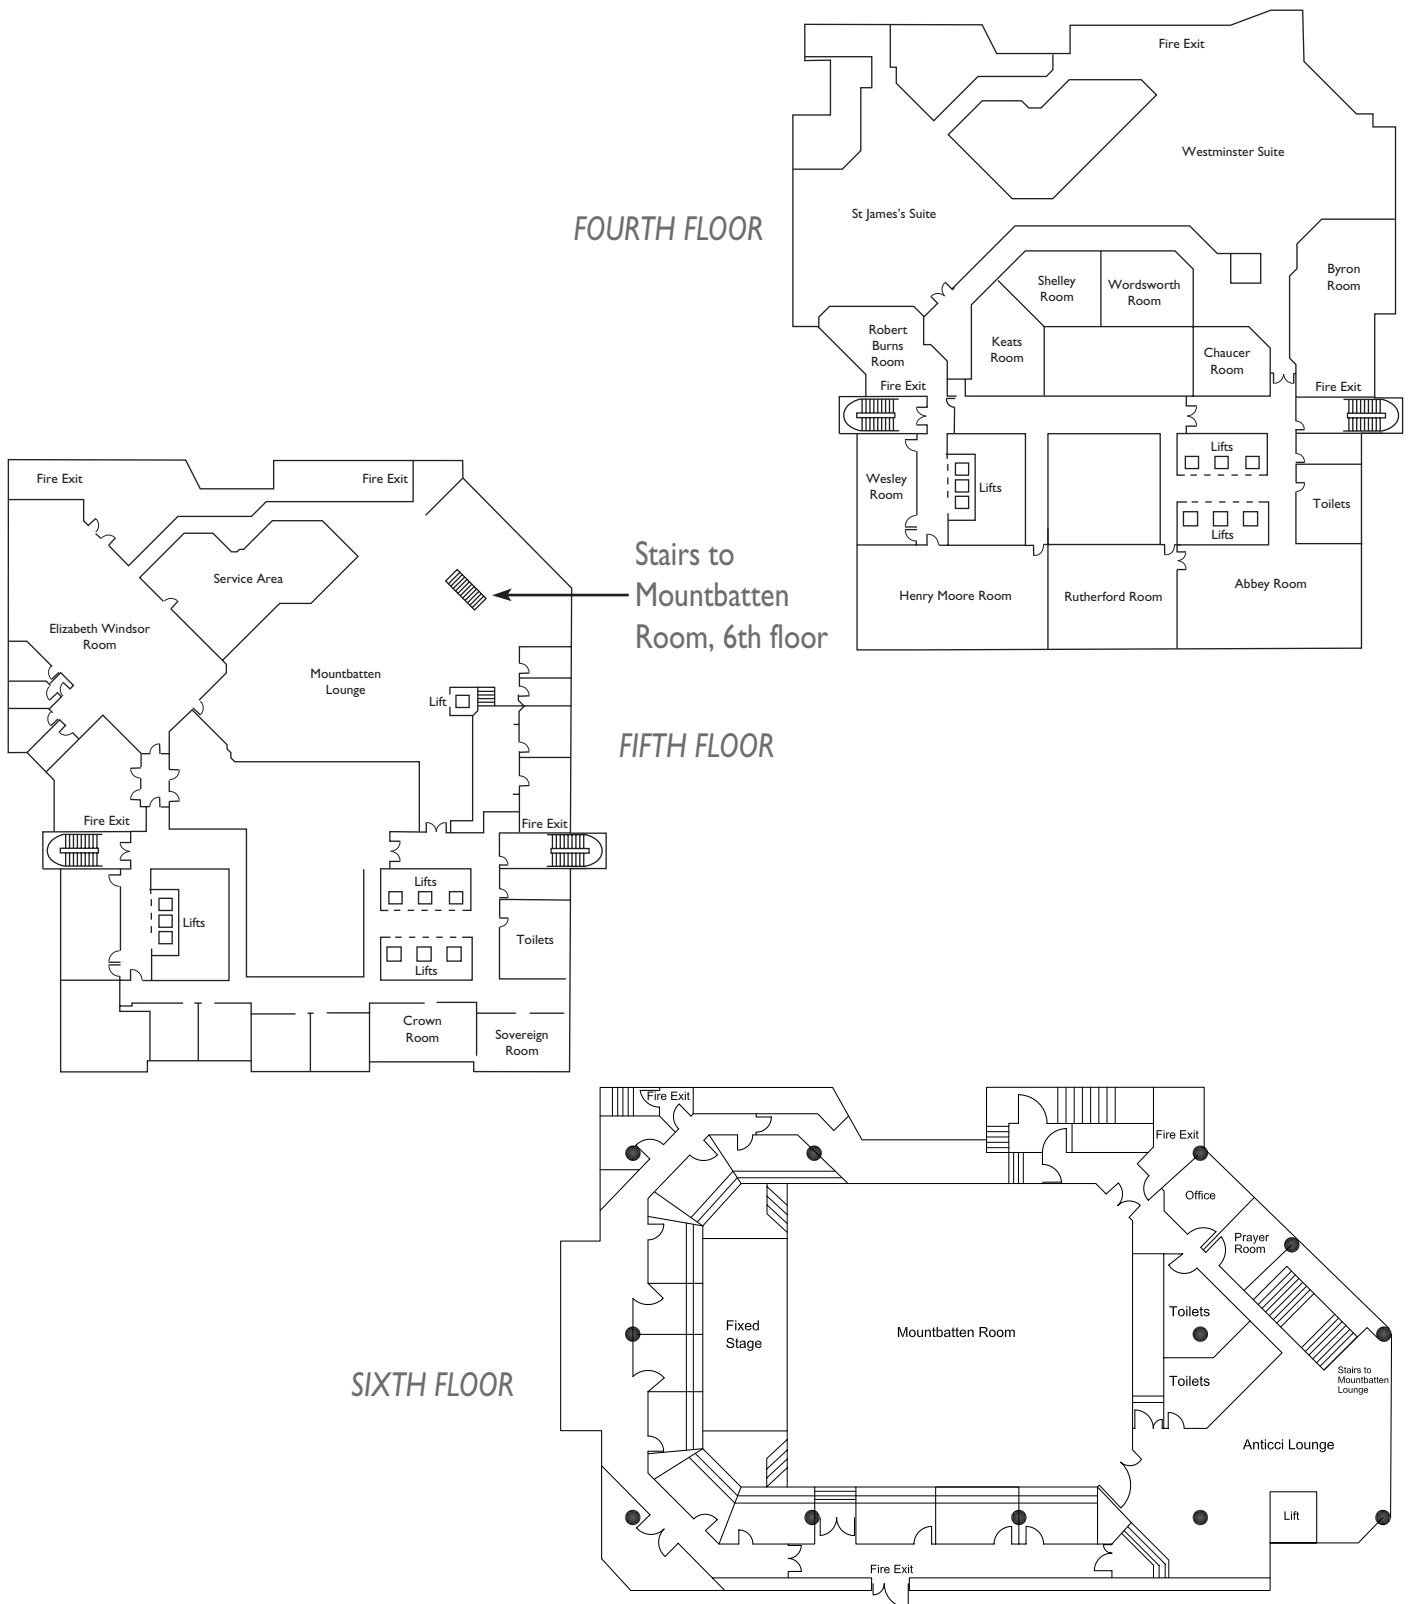 FOURTH FLOOR
Fire Exit
Westminster Suite
St James's Suite
Byron
Room
Shelley
Room
Wordsworth
Room
Robert
Burns
Room
Keats
Room
Chaucer
Room
Fire Exit
Fire Exit
Wesley
Room
Lifts
Lifts
Lifts
Toilets
Henry Moore Room
Rutherford Room
Abbey Room
Stairs to
Mountbatten
Room, 6th floor
FIFTH FLOOR
Fire Exit
Fire Exit
Service Area
Elizabeth Windsor
Room
Mountbatten
Lounge
Lift
Fire Exit
Fire Exit
Lifts
Lifts
Lifts
Toilets
Crown
Room
Sovereign
Room
SIXTH FLOOR
Fire Exit
Fire Exit
Office
Prayer
Room
Fixed
Stage
Mountbatten Room
Toilets
Toilets
Stairs to
Mountbatten
Lounge
Anticci Lounge
Lift
Fire Exit